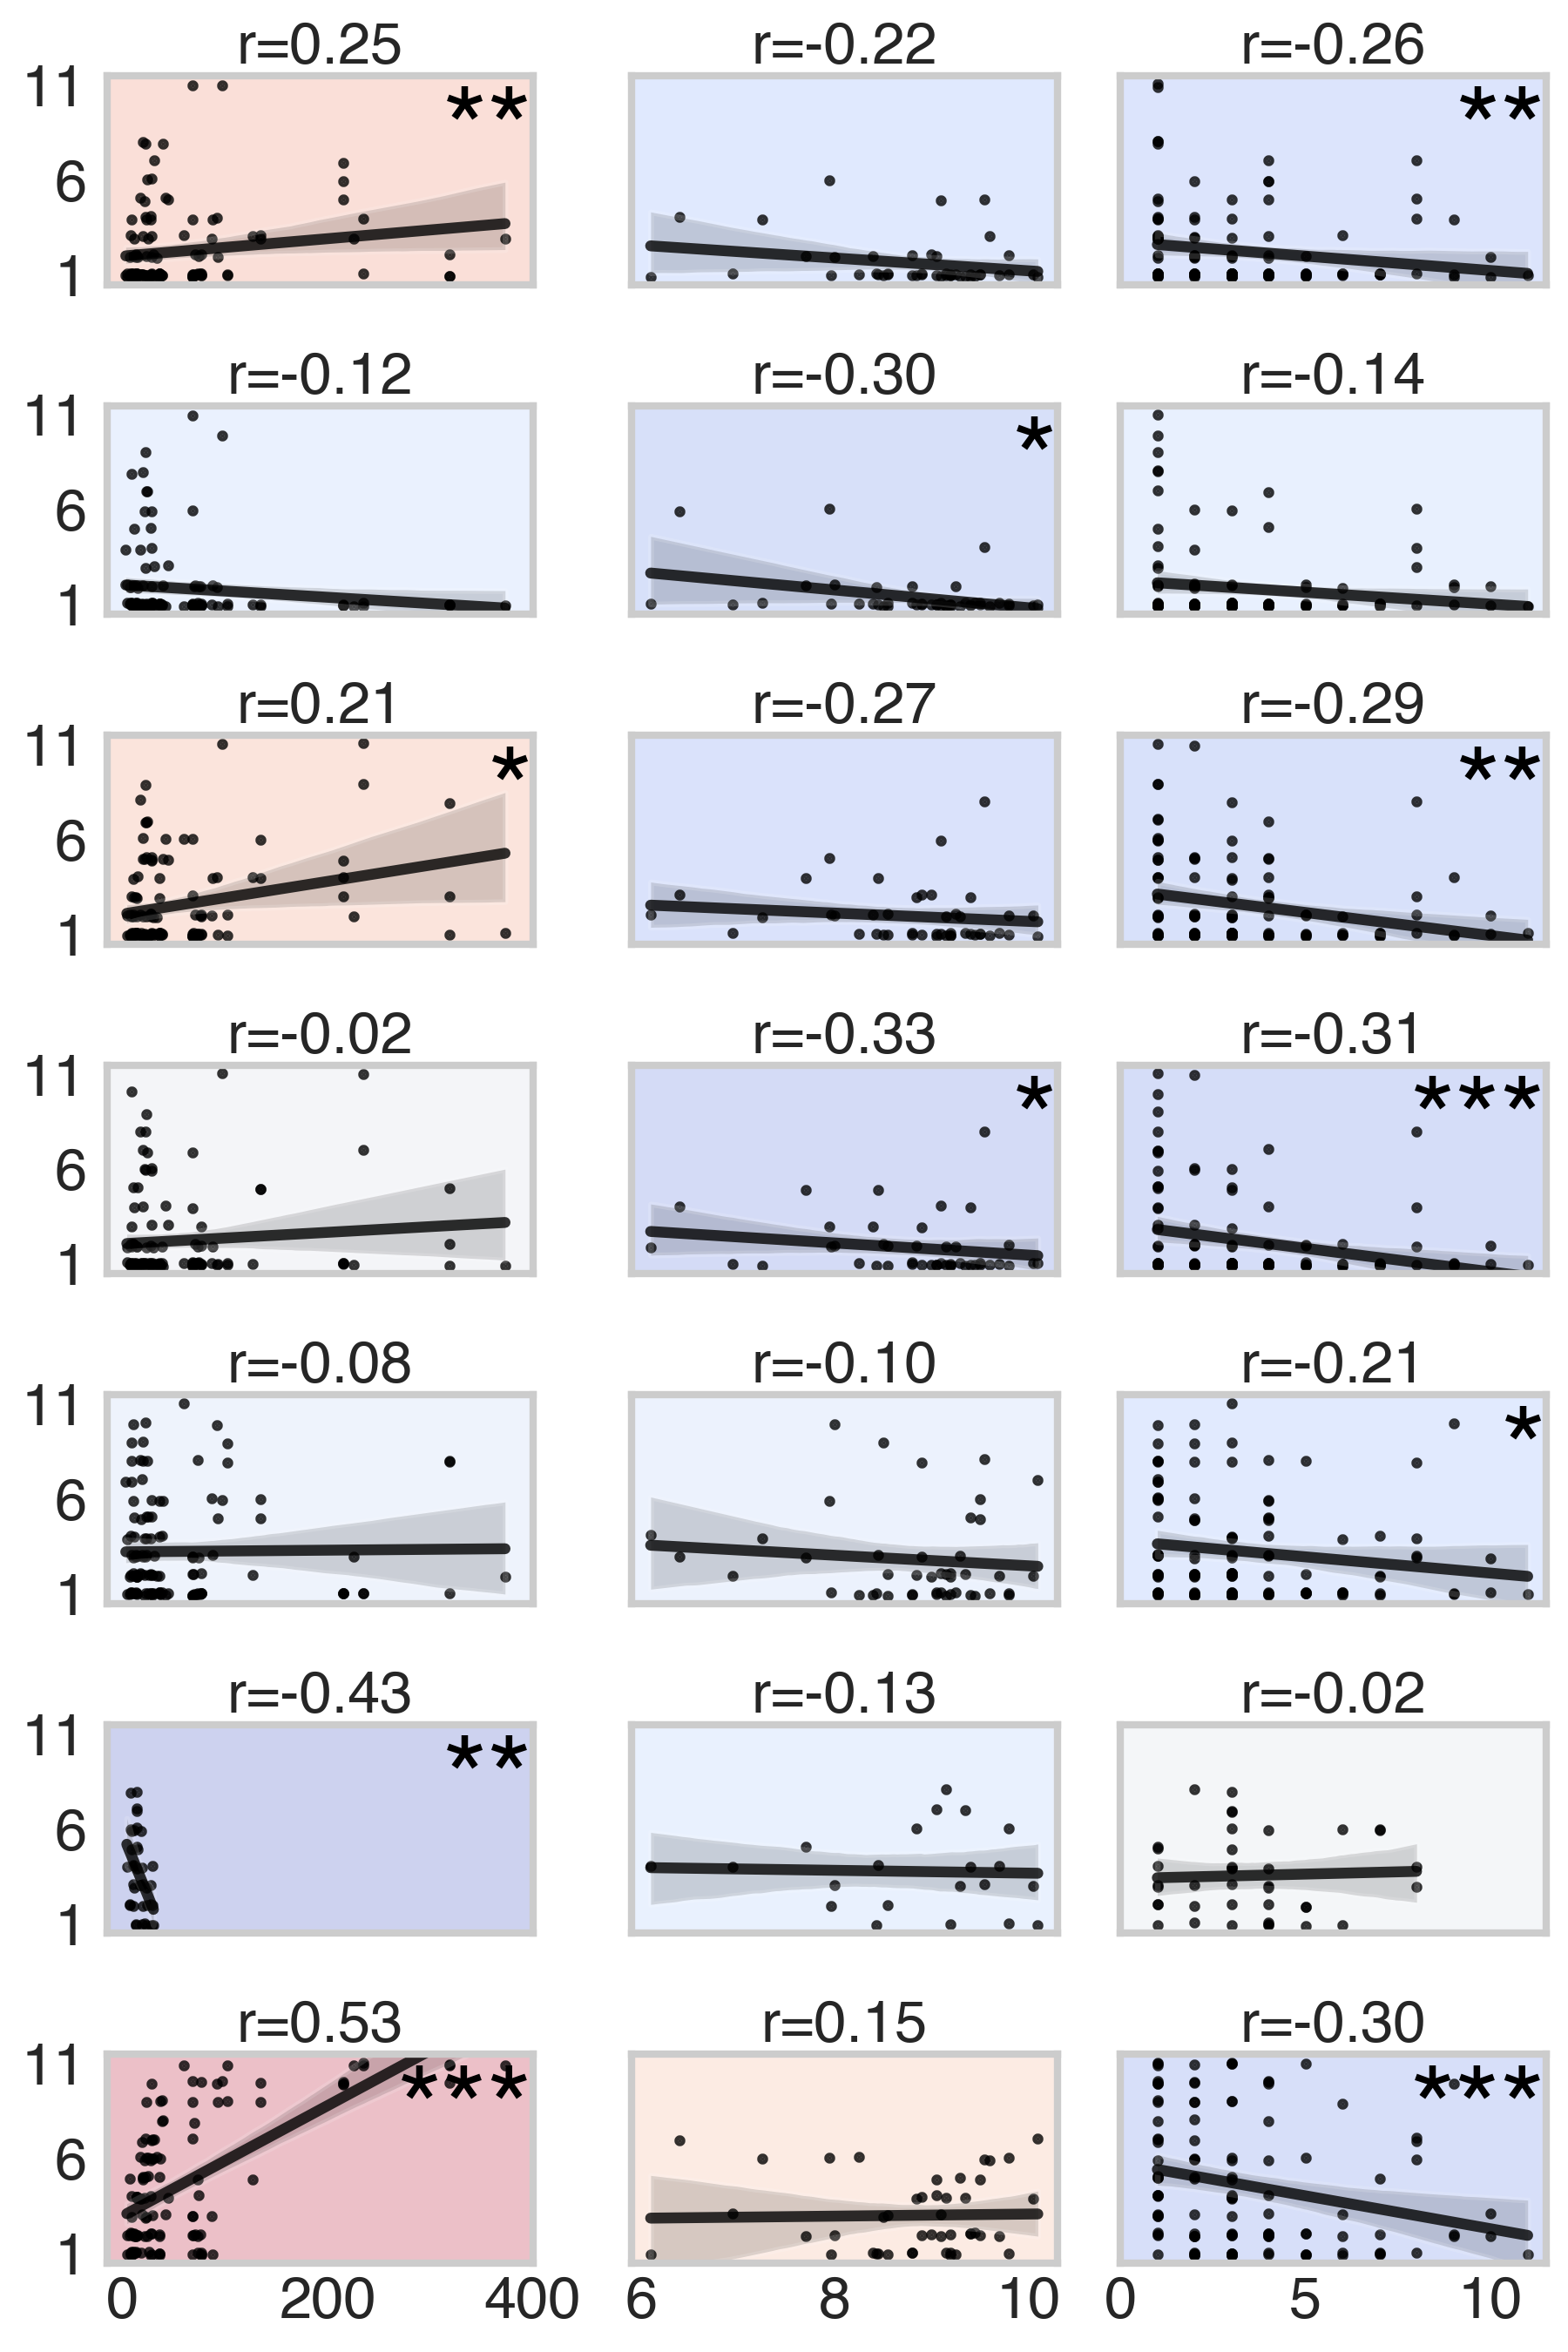 r=0.25 r=-0.22 r=-0.26
11 ** **
6
1
r=-0.12 r=-0.30 r=-0.14
11 *
6
1
r=0.21 r=-0.27 r=-0.29
11 * **
6
1
r=-0.02 r=-0.33 r=-0.31
11 * ***
6
1
r=-0.08 r=-0.10 r=-0.21
11 *
6
1
r=-0.43 r=-0.13 r=-0.02
11 **
6
1
r=0.53 r=0.15 r=-0.30
11 *** ***
6
1
0 200 400 6 8 10 0 5 10